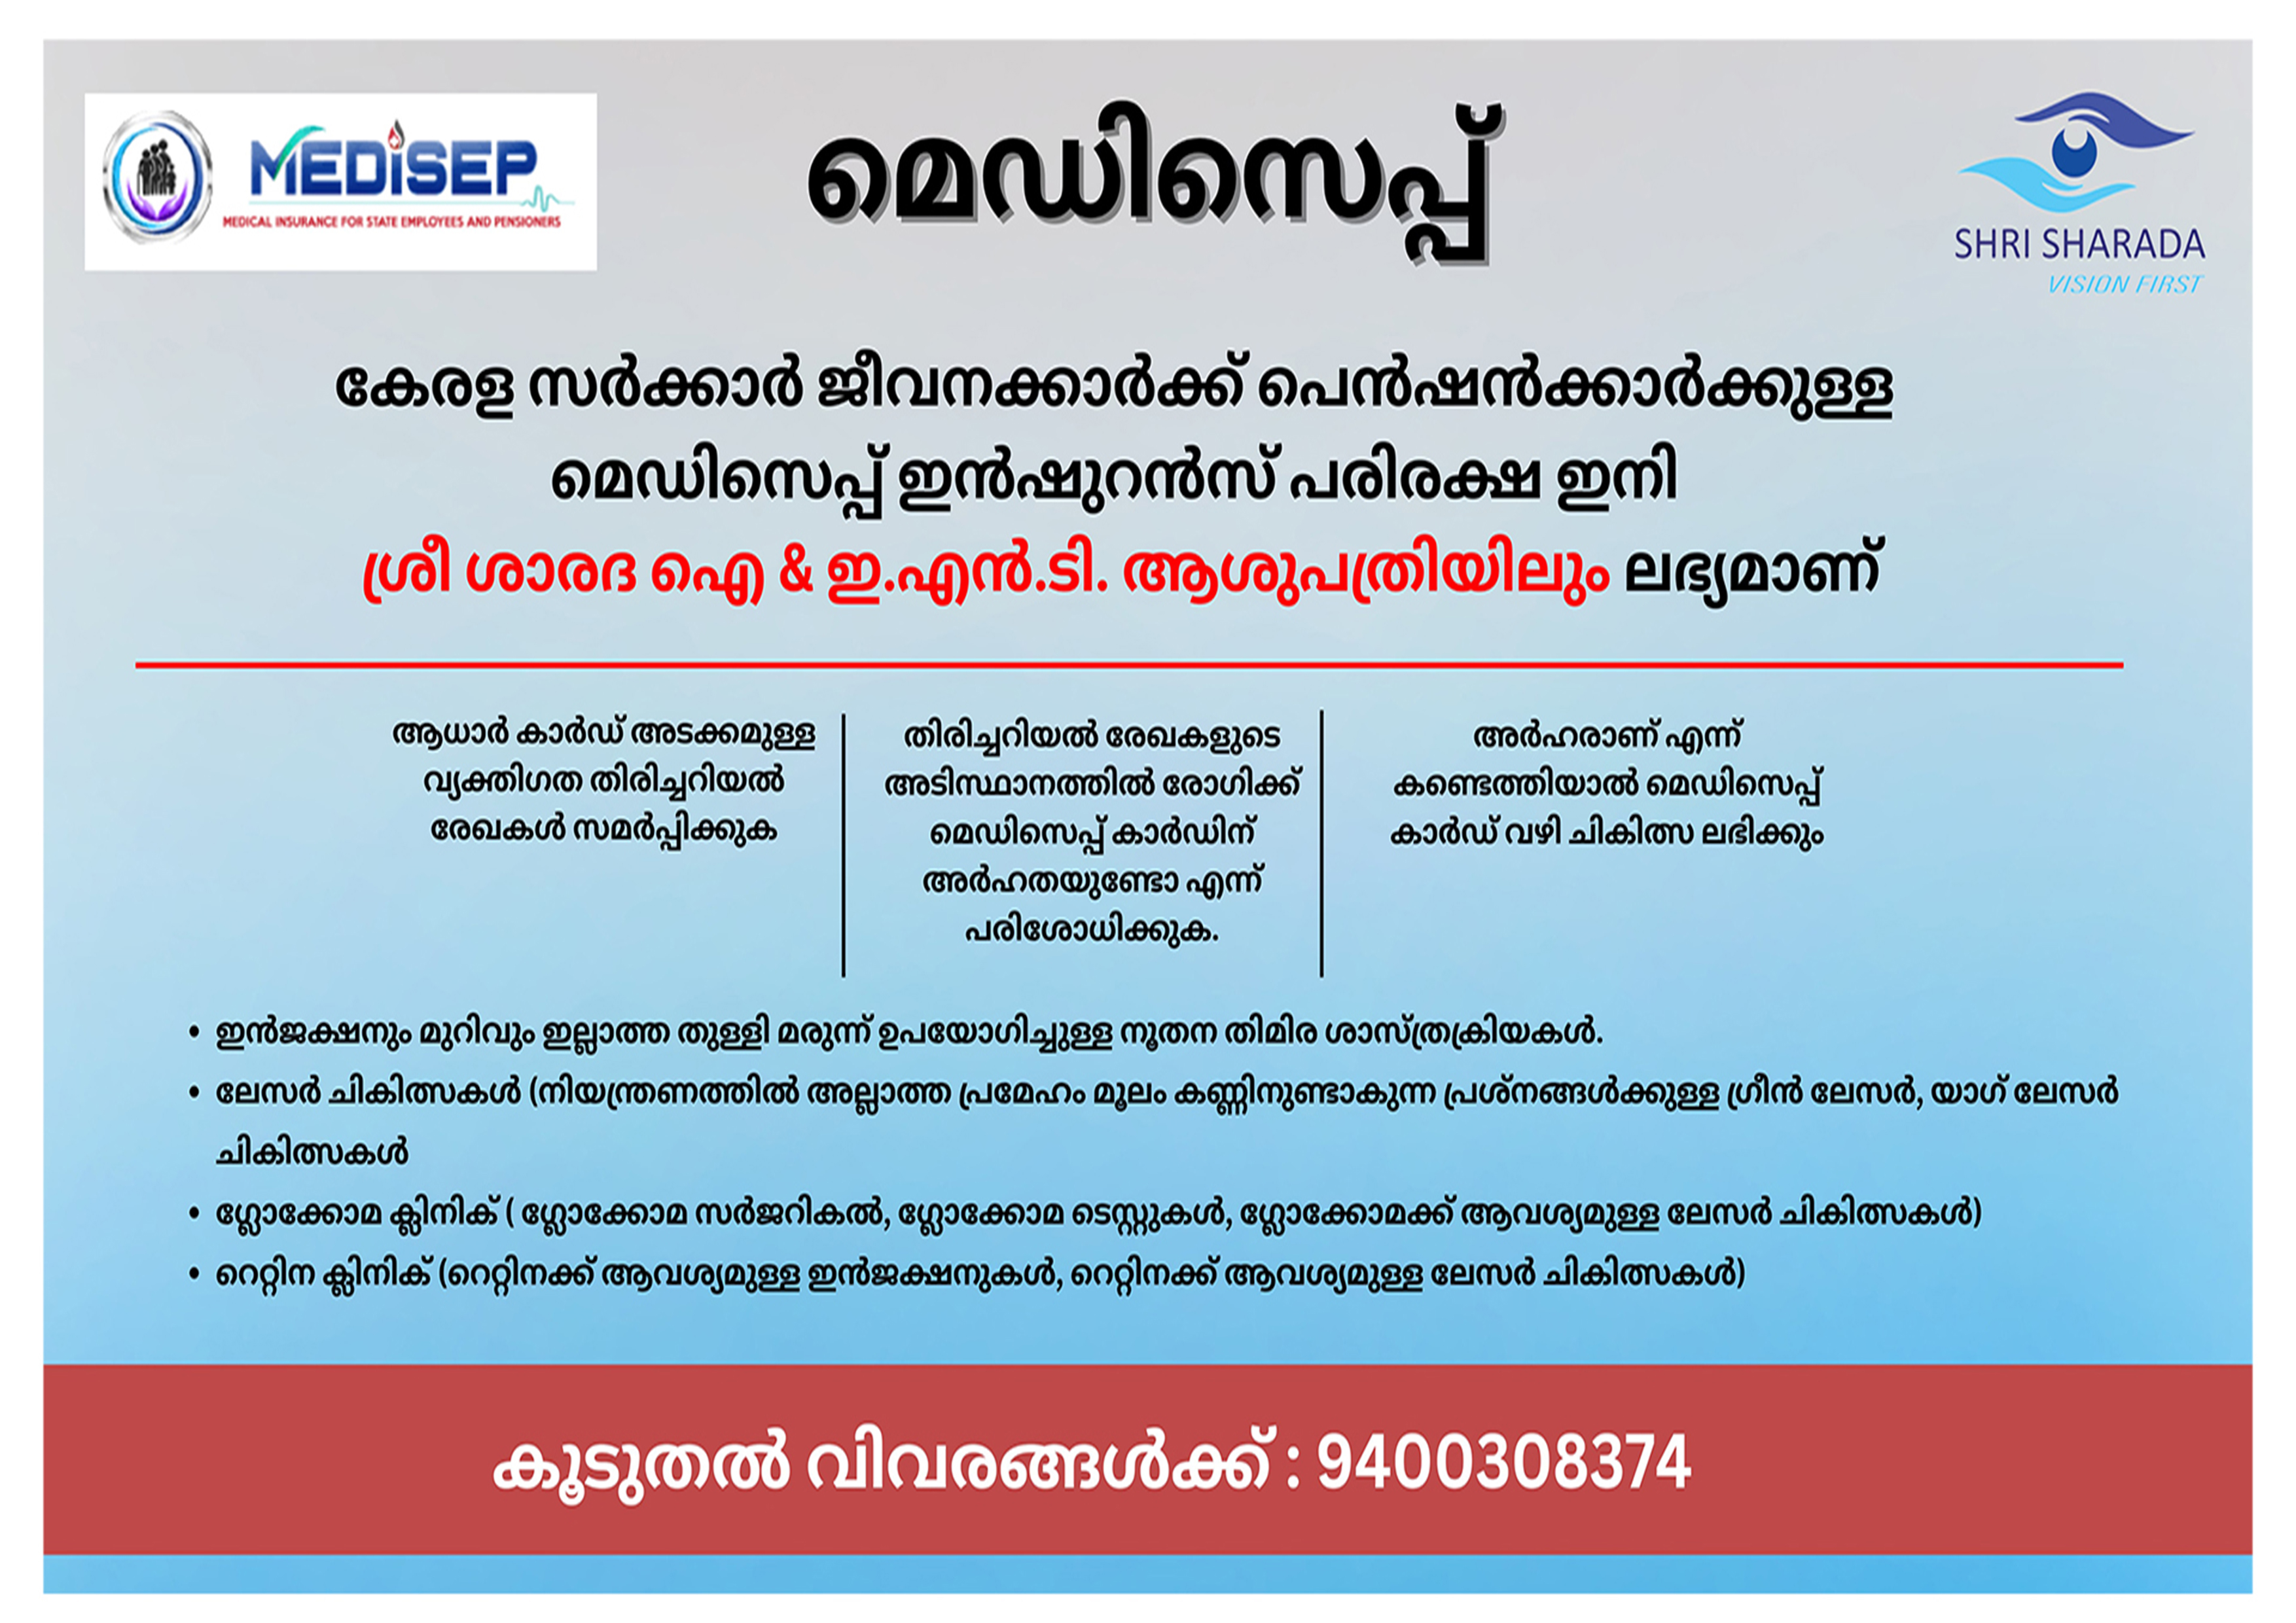 MEDISEP
MEDICAL INSURANCE FOR STATE EMPLOYEES AND PENSIONERS
മെഡിസെപ്പ്
SHRI SHARADA
VISION FIRST
കേരള സർക്കാർ ജീവനക്കാർക്ക് പെൻഷൻക്കാർക്കുള്ള
മെഡിസെപ്പ് ഇൻഷുറൻസ് പരിരക്ഷ ഇനി
ശ്രീ ശാരദ ഐ & ഇ.എൻ.ടി. ആശുപത്രിയിലും ലഭ്യമാണ്
ആധാർ കാർഡ് അടക്കമുള്ള
വ്യക്തിഗത തിരിച്ചറിയൽ
രേഖകൾ സമർപ്പിക്കുക
തിരിച്ചറിയൽ രേഖകളുടെ
അടിസ്ഥാനത്തിൽ രോഗിക്ക്
മെഡിസെപ്പ് കാർഡിന്
അർഹതയുണ്ടോ എന്ന്
പരിശോധിക്കുക.
അർഹരാണ് എന്ന്
കണ്ടെത്തിയാൽ മെഡിസെപ്പ്
കാർഡ് വഴി ചികിത്സ ലഭിക്കും
• ഇൻജക്ഷനും മുറിവും ഇല്ലാത്ത തുള്ളി മരുന്ന് ഉപയോഗിച്ചുള്ള നൂതന തിമിര ശാസ്ത്രക്രിയകൾ.
• ലേസർ ചികിത്സകൾ (നിയന്ത്രണത്തിൽ അല്ലാത്ത പ്രമേഹം മൂലം കണ്ണിനുണ്ടാകുന്ന പ്രശ്നങ്ങൾക്കുള്ള ഗ്രീൻ ലേസർ, യാഗ് ലേസർ
ചികിത്സകൾ
• ഗ്ലോക്കോമ ക്ലിനിക് ( ഗ്ലോക്കോമ സർജറികൽ, ഗ്ലോക്കോമ ടെസ്റ്റുകൾ, ഗ്ലോക്കോമക്ക് ആവശ്യമുള്ള ലേസർ ചികിത്സകൾ)
• റെറ്റിന ക്ലിനിക് (റെറ്റിനക്ക് ആവശ്യമുള്ള ഇൻജക്ഷനുകൾ, റെറ്റിനക്ക് ആവശ്യമുള്ള ലേസർ ചികിത്സകൾ)
കൂടുതൽ വിവരങ്ങൾക്ക് : 9400308374